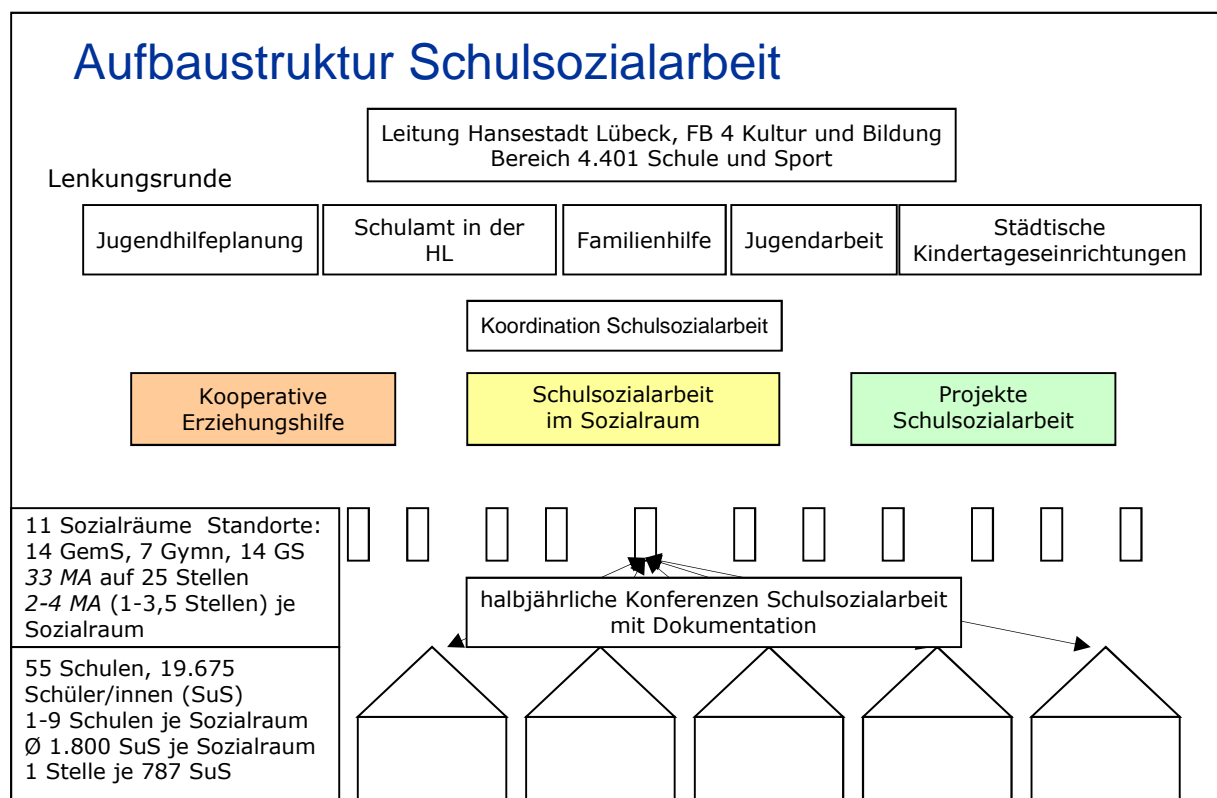 Aufbaustruktur Schulsozialarbeit
Leitung Hansestadt Lübeck, FB 4 Kultur und Bildung
Bereich 4.401 Schule und Sport
Lenkungsrunde
Jugendhilfeplanung
Schulamt in der
HL
Familienhilfe
Jugendarbeit
Städtische
Kindertageseinrichtungen
Koordination Schulsozialarbeit
Kooperative
Erziehungshilfe
Schulsozialarbeit
im Sozialraum
Projekte
Schulsozialarbeit
11 Sozialräume  Standorte:
14 GemS, 7 Gymn, 14 GS
33 MA auf 25 Stellen
2-4 MA (1-3,5 Stellen) je
Sozialraum
halbjährliche Konferenzen Schulsozialarbeit
mit Dokumentation
55 Schulen, 19.675
Schüler/innen (SuS)
1-9 Schulen je Sozialraum
Ø 1.800 SuS je Sozialraum
1 Stelle je 787 SuS